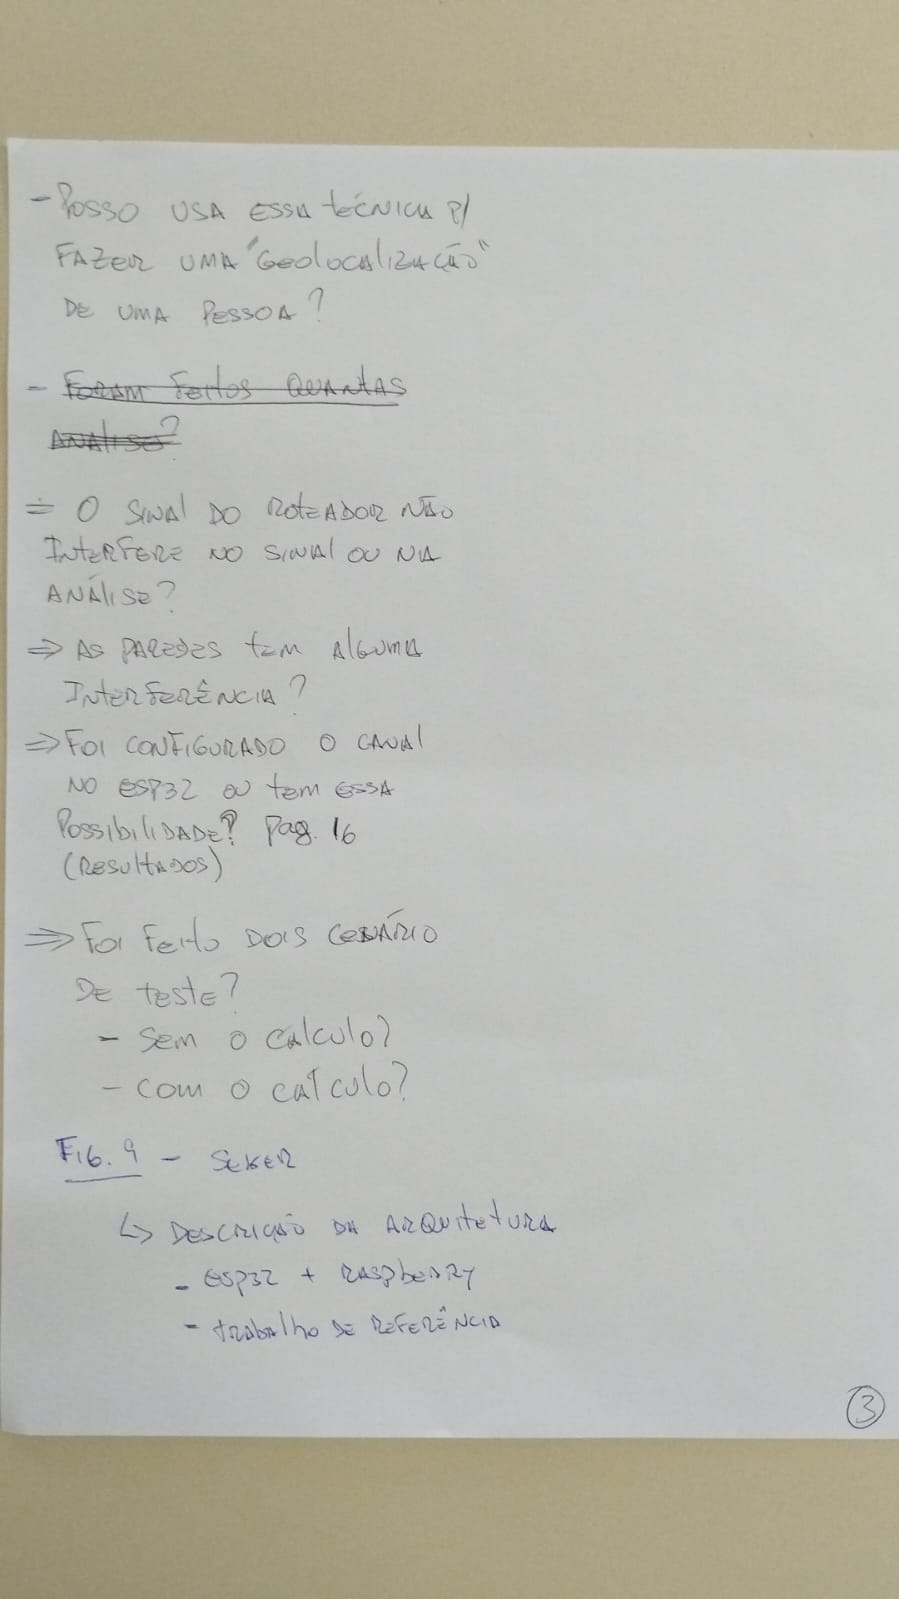 - Posso usa essa técnica p/
fazer uma "geolocalização"
de uma pessoa?
- Foram feitos quantas
analise?
= O sinal do roteador não
interfere no sinal ou na
análise?
⇒ As paredes tem alguma
interferência?
⇒ Foi configurado o canal
no ESP32 ou tem essa
possibilidade? pag. 16
(resultados)
⇒ Foi feito dois cenário
de teste?
- sem o calculo?
- com o calculo?
Fig. 9 -
↳ Descrição da arquitetura
- ESP32 + Raspberry
- trabalho de referência
3